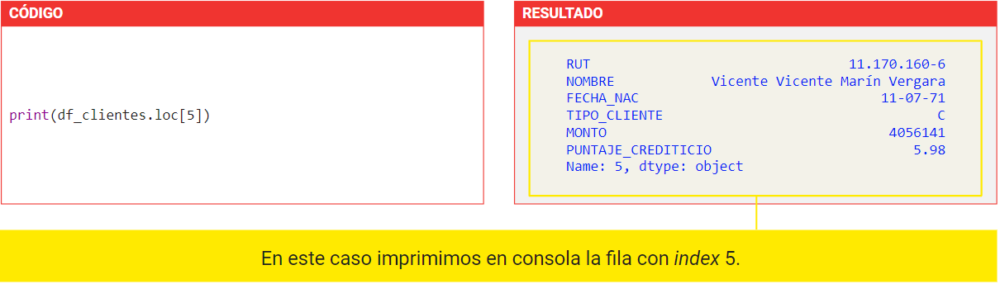 CÓDIGO
print(df_clientes.loc[5])
RESULTADO
RUT 11.170.160-6
NOMBRE Vicente Vicente Marín Vergara
FECHA_NAC 11-07-71
TIPO_CLIENTE C
MONTO 4056141
PUNTAJE_CREDITICIO 5.98
Name: 5, dtype: object
En este caso imprimimos en consola la fila con index 5.